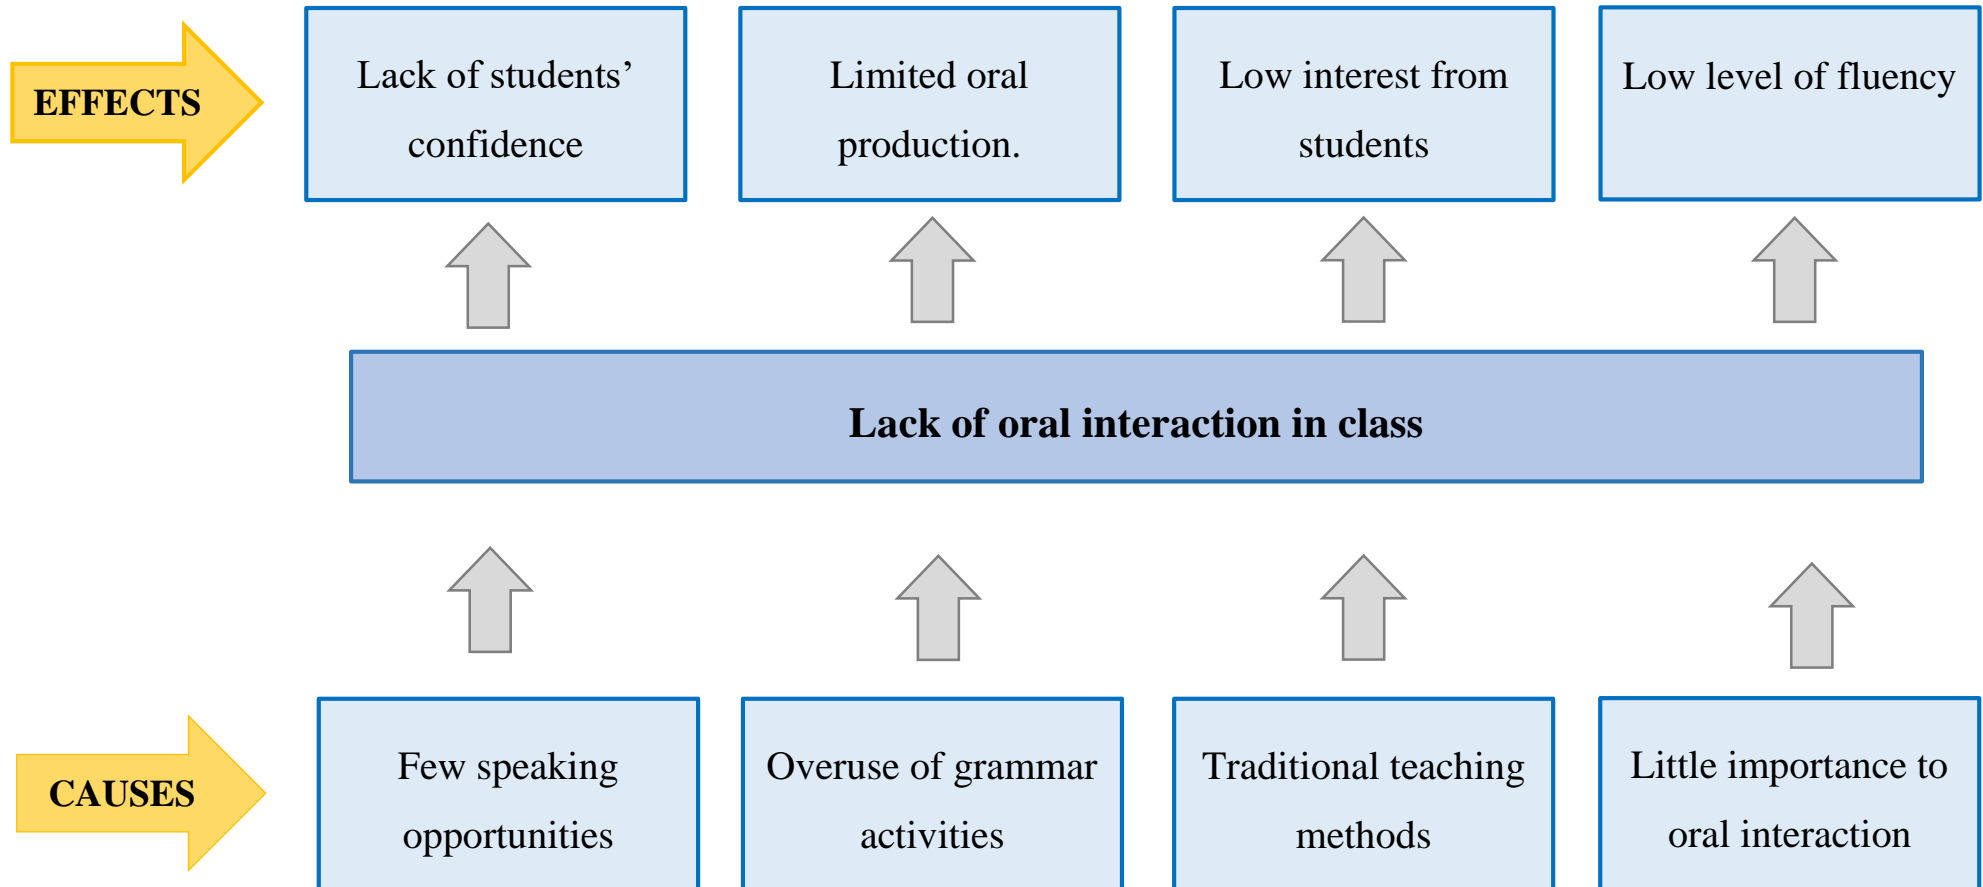 EFFECTS
Lack of students’
confidence
Limited oral
production.
Low interest from
students
Low level of fluency
Lack of oral interaction in class
CAUSES
Few speaking
opportunities
Overuse of grammar
activities
Traditional teaching
methods
Little importance to
oral interaction